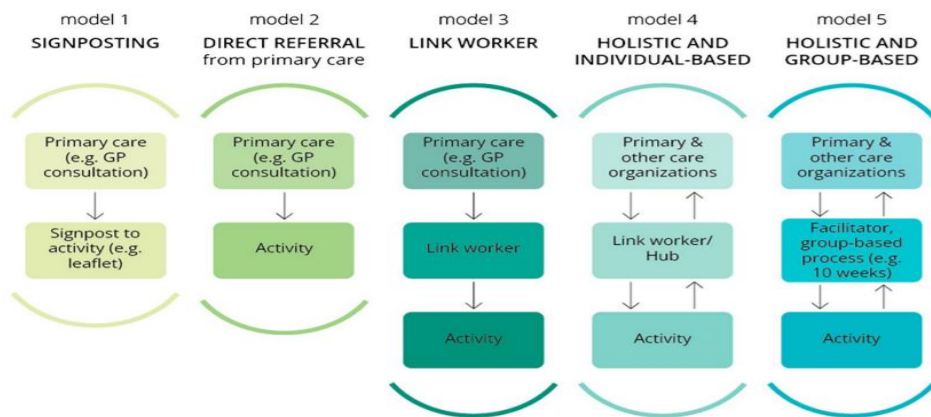 model 1
SIGNPOSTING
Primary care
(e.g. GP
consultation)
Signpost to
activity (e.g.
leaflet)
model 2
DIRECT REFERRAL
from primary care
Primary care
(e.g. GP
consultation)
Activity
model 3
LINK WORKER
Primary care
(e.g. GP
consultation)
Link worker
Activity
model 4
HOLISTIC AND
INDIVIDUAL-BASED
Primary &
other care
organizations
Link worker/
Hub
Activity
model 5
HOLISTIC AND
GROUP-BASED
Primary &
other care
organizations
Facilitator,
group-based
process (e.g.
10 weeks)
Activity